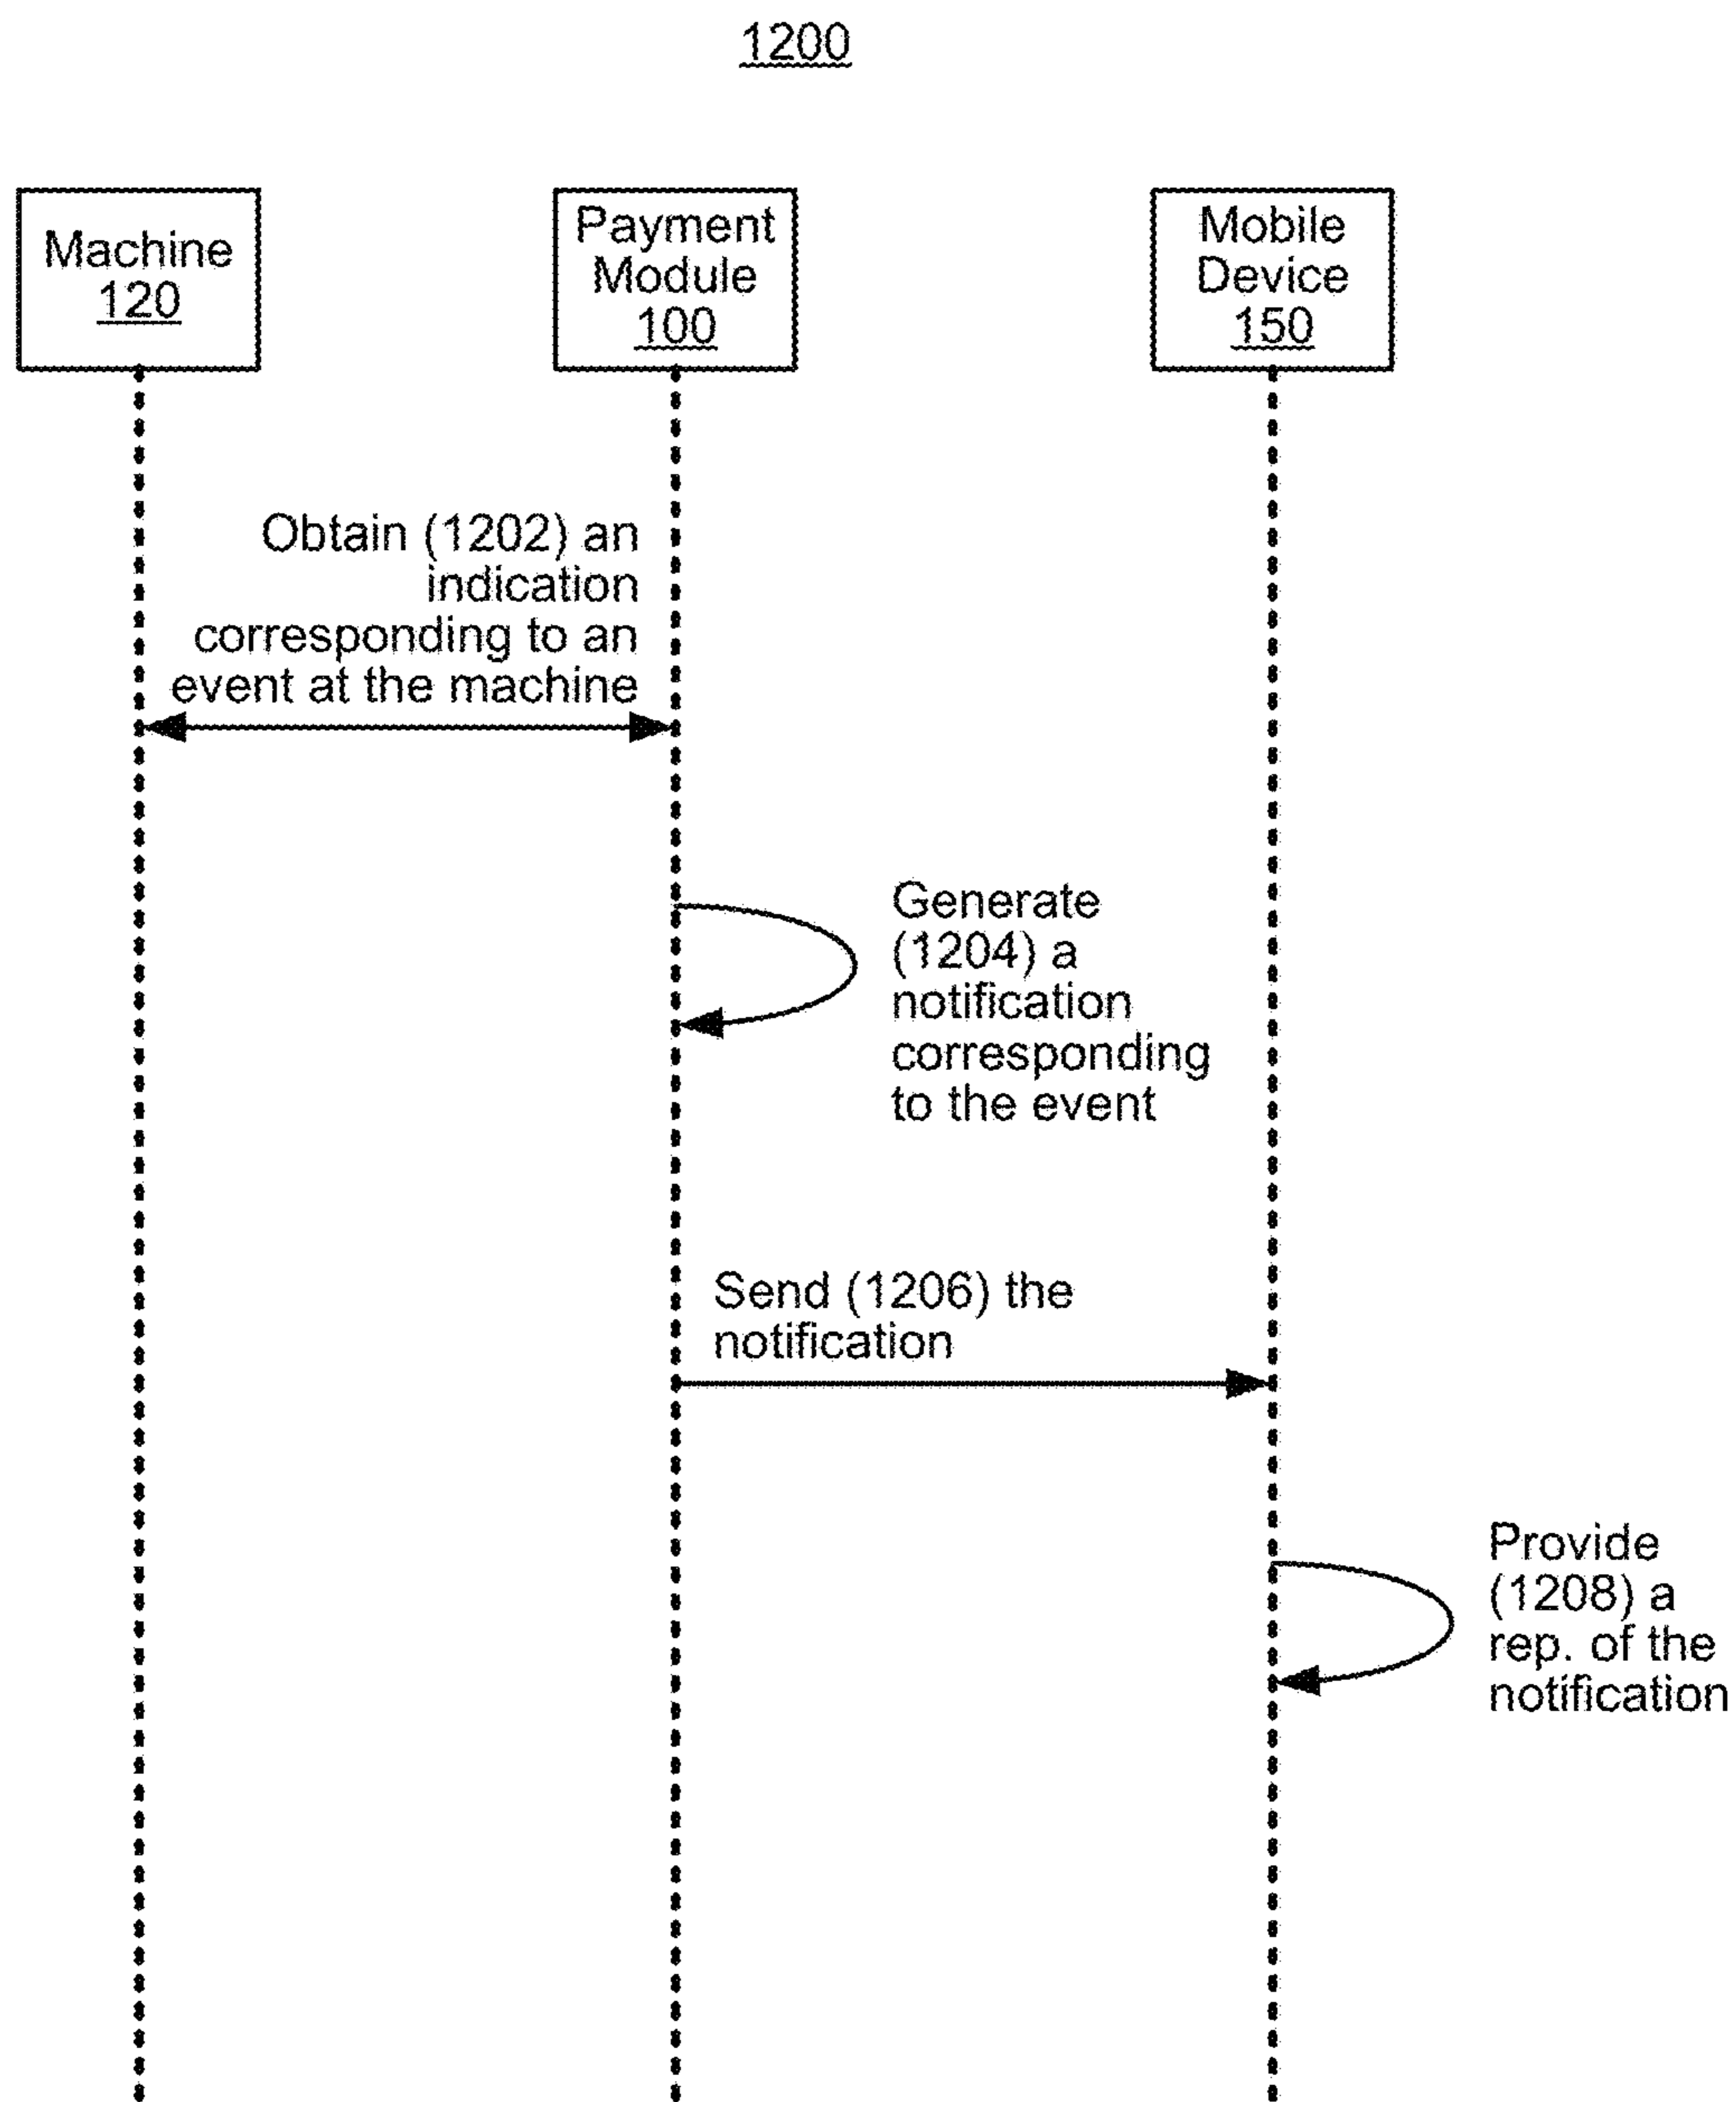 1200
Machine
120
Payment
Module
100
Mobile
Device
150
Obtain (1202) an
indication
corresponding to an
event at the machine
Generate
(1204) a
notification
corresponding
to the event
Send (1206) the
notification
Provide
(1208) a
rep. of the
notification